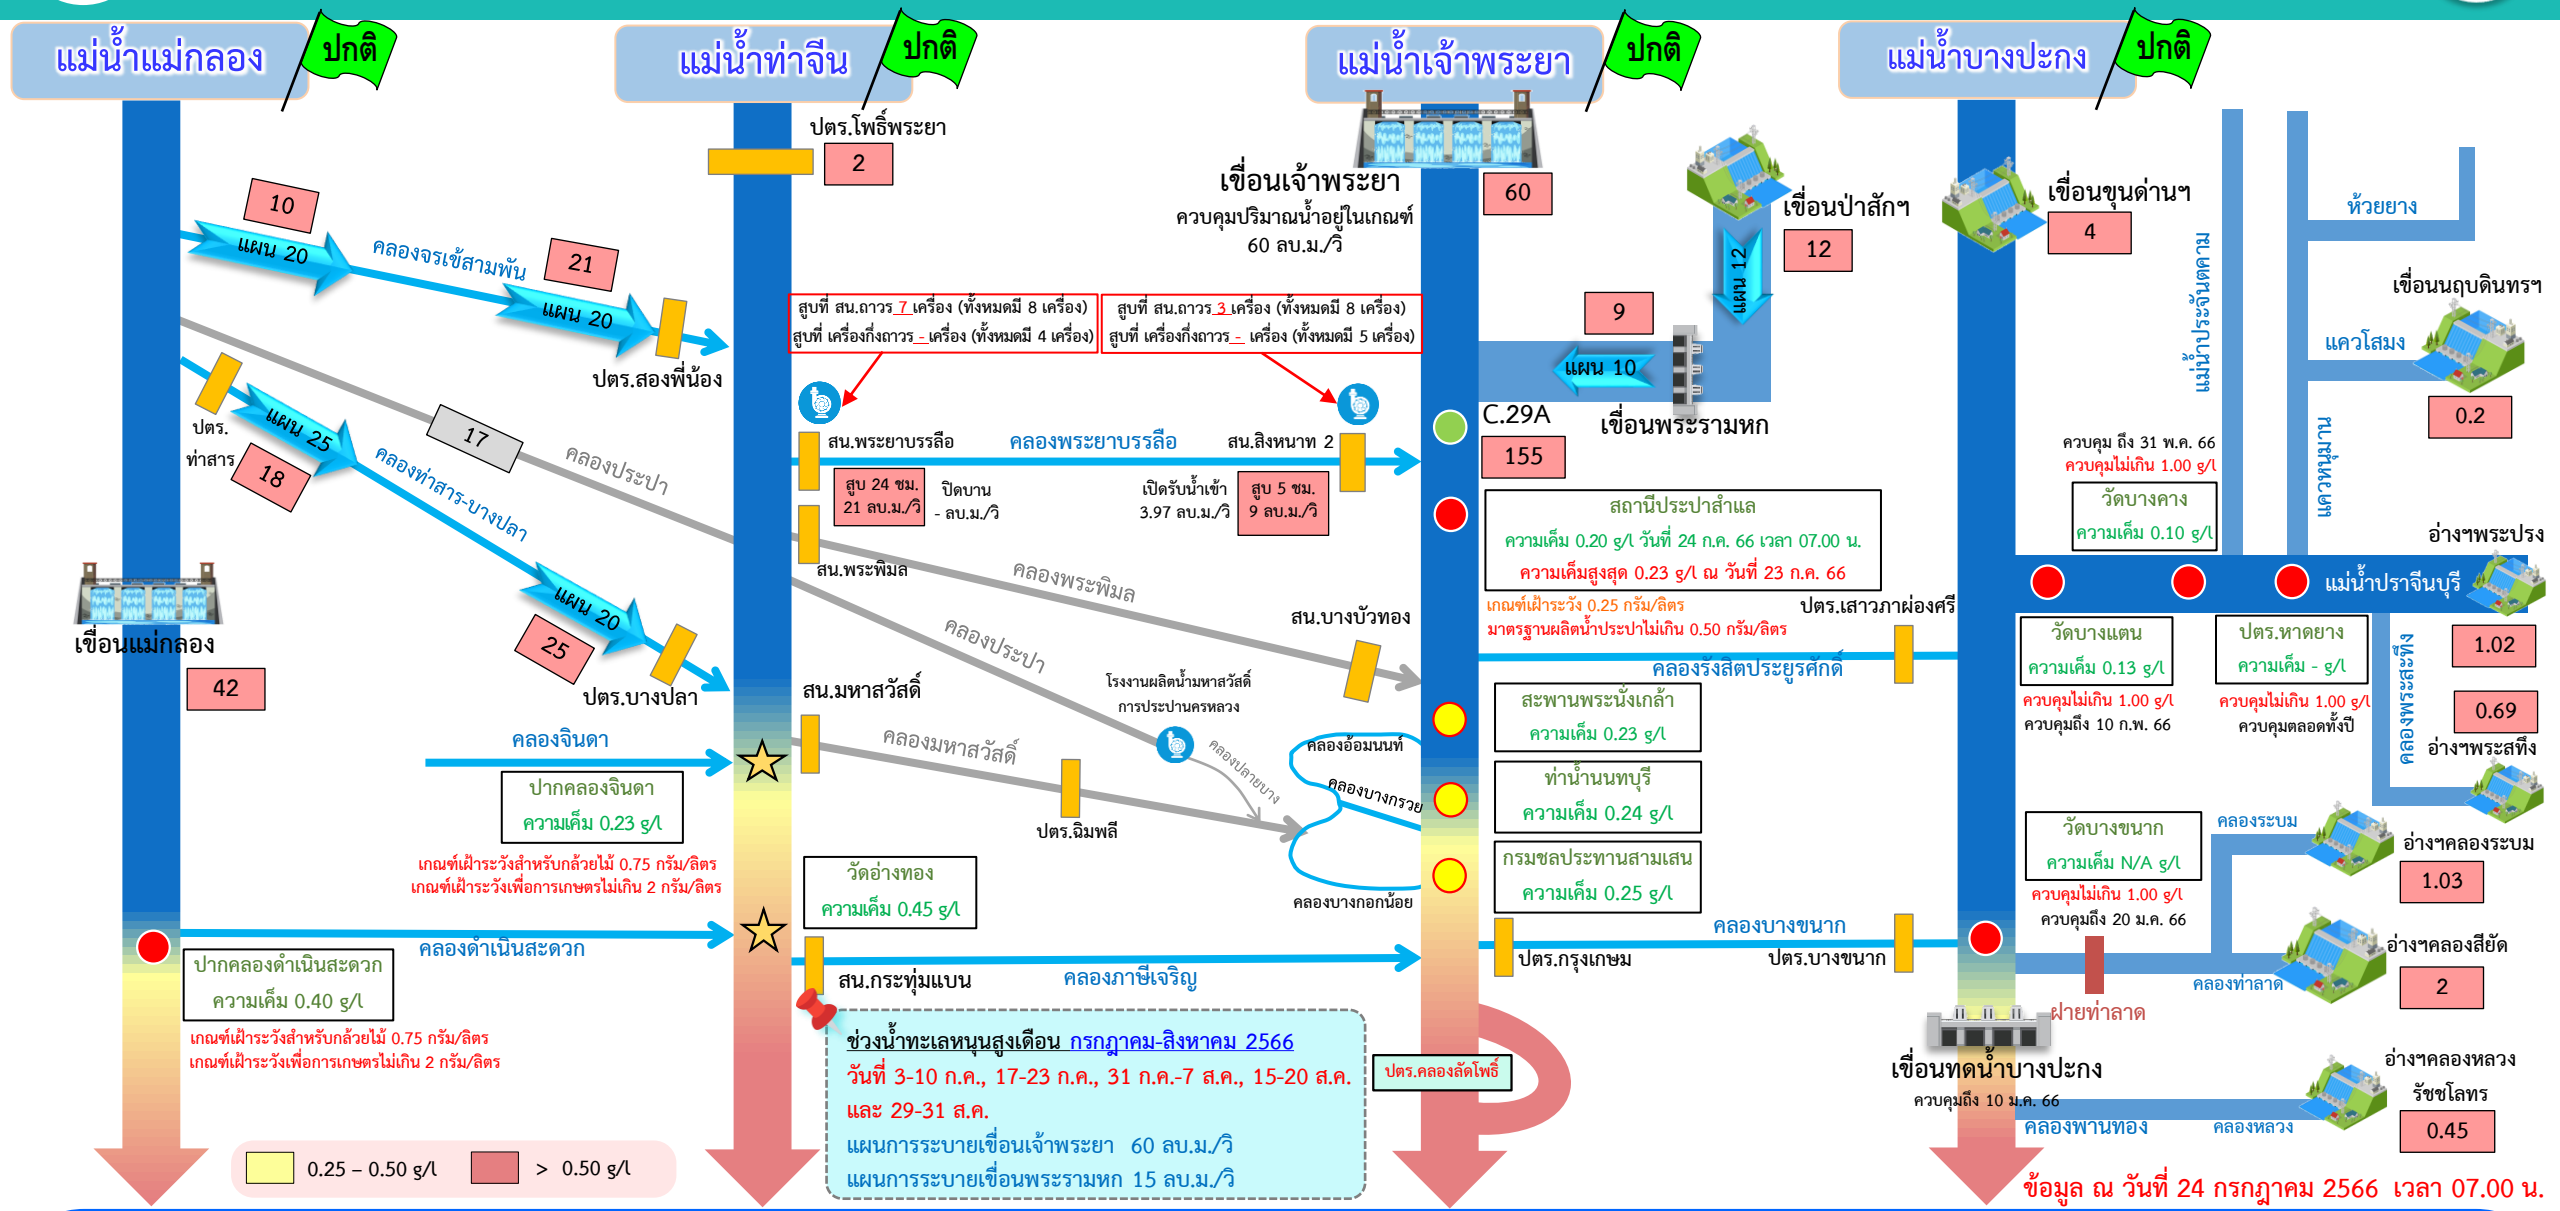 แม่น้ำแม่กลอง
ปกติ
แม่น้ำท่าจีน
ปกติ
แม่น้ำเจ้าพระยา
ปกติ
แม่น้ำบางปะกง
ปกติ
10
แผน 20
คลองจรเข้สามพัน
21
แผน 20
ปตร.สองพี่น้อง
ปตร.
ท่าสาร
แผน 25
18
คลองท่าสาร-บางปลา
17
คลองประปา
แผน 20
25
ปตร.บางปลา
เขื่อนแม่กลอง
42
คลองจินดา
ปากคลองจินดา
ความเค็ม 0.23 g/l
เกณฑ์เฝ้าระวังสำหรับกล้วยไม้ 0.75 กรัม/ลิตร
เกณฑ์เฝ้าระวังเพื่อการเกษตรไม่เกิน 2 กรัม/ลิตร
คลองดำเนินสะดวก
ปากคลองดำเนินสะดวก
ความเค็ม 0.40 g/l
เกณฑ์เฝ้าระวังสำหรับกล้วยไม้ 0.75 กรัม/ลิตร
เกณฑ์เฝ้าระวังเพื่อการเกษตรไม่เกิน 2 กรัม/ลิตร
0.25 – 0.50 g/l
> 0.50 g/l
ปตร.โพธิ์พระยา
2
สูบที่ สน.ถาวร 7 เครื่อง (ทั้งหมดมี 8 เครื่อง)
สูบที่ เครื่องกึ่งถาวร - เครื่อง (ทั้งหมดมี 4 เครื่อง)
สูบที่ สน.ถาวร 3 เครื่อง (ทั้งหมดมี 8 เครื่อง)
สูบที่ เครื่องกึ่งถาวร - เครื่อง (ทั้งหมดมี 5 เครื่อง)
สน.พระยาบรรลือ
คลองพระยาบรรลือ
สน.สิงหนาท 2
สูบ 24 ชม.
21 ลบ.ม./วิ
ปิดบาน
- ลบ.ม./วิ
เปิดรับน้ำเข้า
3.97 ลบ.ม./วิ
สูบ 5 ชม.
9 ลบ.ม./วิ
สน.พระพิมล
คลองพระพิมล
สน.บางบัวทอง
คลองประปา
โรงงานผลิตน้ำมหาสวัสดิ์
การประปานครหลวง
สน.มหาสวัสดิ์
คลองมหาสวัสดิ์
คลองปลายบาง
ปตร.ฉิมพลี
คลองอ้อมนนท์
คลองบางกรวย
คลองบางกอกน้อย
วัดอ่างทอง
ความเค็ม 0.45 g/l
สน.กระทุ่มแบน
คลองภาษีเจริญ
ช่วงน้ำทะเลหนุนสูงเดือน กรกฎาคม-สิงหาคม 2566
วันที่ 3-10 ก.ค., 17-23 ก.ค., 31 ก.ค.-7 ส.ค., 15-20 ส.ค.
และ 29-31 ส.ค.
แผนการระบายเขื่อนเจ้าพระยา 60 ลบ.ม./วิ
แผนการระบายเขื่อนพระรามหก 15 ลบ.ม./วิ
ปตร.คลองลัดโพธิ์
เขื่อนเจ้าพระยา
ควบคุมปริมาณน้ำอยู่ในเกณฑ์
60 ลบ.ม./วิ
60
เขื่อนป่าสักฯ
12
แผน 12
9
แผน 10
เขื่อนพระรามหก
C.29A
155
สถานีประปาสำแล
ความเค็ม 0.20 g/l วันที่ 24 ก.ค. 66 เวลา 07.00 น.
ความเค็มสูงสุด 0.23 g/l ณ วันที่ 23 ก.ค. 66
เกณฑ์เฝ้าระวัง 0.25 กรัม/ลิตร
มาตรฐานผลิตน้ำประปาไม่เกิน 0.50 กรัม/ลิตร
ปตร.เสาวภาผ่องศรี
คลองรังสิตประยูรศักดิ์
สะพานพระนั่งเกล้า
ความเค็ม 0.23 g/l
ท่าน้ำนนทบุรี
ความเค็ม 0.24 g/l
กรมชลประทานสามเสน
ความเค็ม 0.25 g/l
คลองบางขนาก
ปตร.กรุงเกษม
ปตร.บางขนาก
เขื่อนขุนด่านฯ
4
แม่น้ำประจันตคาม
ห้วยยาง
เขื่อนนฤบดินทรฯ
แควโสมง
0.2
แควหนุมาน
ควบคุม ถึง 31 พ.ค. 66
ควบคุมไม่เกิน 1.00 g/l
วัดบางคาง
ความเค็ม 0.10 g/l
อ่างฯพระปรง
แม่น้ำปราจีนบุรี
1.02
วัดบางแตน
ความเค็ม 0.13 g/l
ควบคุมไม่เกิน 1.00 g/l
ควบคุมถึง 10 ก.พ. 66
ปตร.หาดยาง
ความเค็ม - g/l
ควบคุมไม่เกิน 1.00 g/l
ควบคุมตลอดทั้งปี
คลองพระสะทึง
0.69
อ่างฯพระสทึง
วัดบางขนาก
ความเค็ม N/A g/l
ควบคุมไม่เกิน 1.00 g/l
ควบคุมถึง 20 ม.ค. 66
คลองระบม
อ่างฯคลองระบม
1.03
อ่างฯคลองสียัด
2
คลองท่าลาด
ฝายท่าลาด
เขื่อนทดน้ำบางปะกง
ควบคุมถึง 10 ม.ค. 66
คลองพานทอง
คลองหลวง
อ่างฯคลองหลวง
รัชชโลทร
0.45
ข้อมูล ณ วันที่ 24 กรกฎาคม 2566 เวลา 07.00 น.